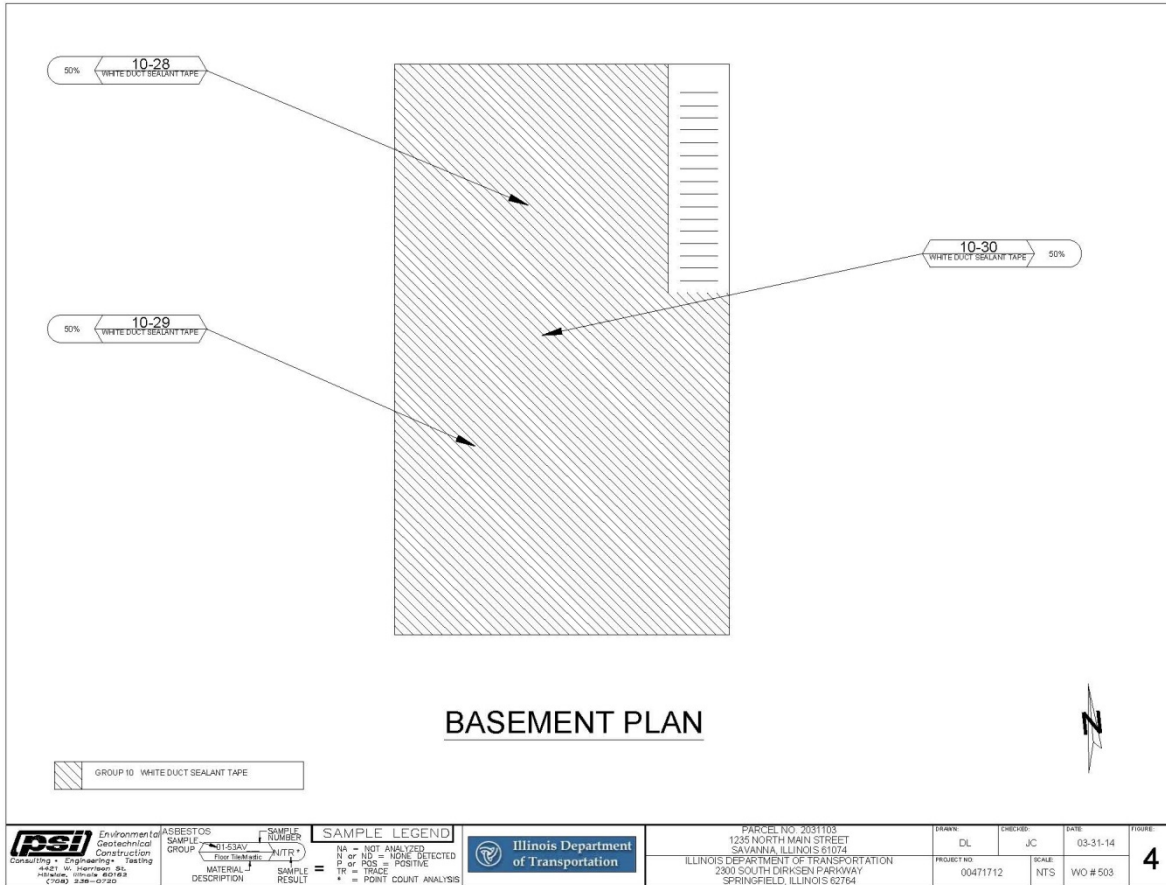 10-28
50%
WHITE DUCT SEALANT TAPE
10-30
WHITE DUCT SEALANT TAPE
50%
10-29
50%
WHITE DUCT SEALANT TAPE
BASEMENT PLAN
N
GROUP 10 WHITE DUCT SEALANT TAPE
psi
Environmental
Geotechnical
Construction
Consulting • Engineering • Testing
4421 W. Harrison St.
Hillside, Illinois 60162
(708) 236-0720
ASBESTOS
SAMPLE
GROUP
SAMPLE
NUMBER
01-53AV
Floor Tile/Mastic
N/TR *
MATERIAL
DESCRIPTION
SAMPLE
RESULT
=
SAMPLE LEGEND
NA = NOT ANALYZED
N or ND = NONE DETECTED
P or POS = POSITIVE
TR = TRACE
* = POINT COUNT ANALYSIS
Illinois Department
of Transportation
PARCEL NO. 2031103
1235 NORTH MAIN STREET
SAVANNA, ILLINOIS 61074
ILLINOIS DEPARTMENT OF TRANSPORTATION
2300 SOUTH DIRKSEN PARKWAY
SPRINGFIELD, ILLINOIS 62764
DRAWN:
DL
CHECKED:
JC
DATE:
03-31-14
FIGURE:
4
PROJECT NO:
00471712
SCALE:
NTS
WO # 503